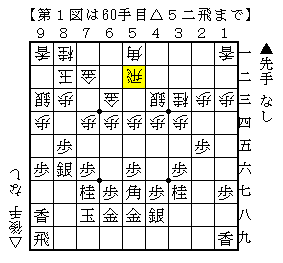 【第１図は60手目△５二飛まで】
９ ８ ７ ６ ５ ４ ３ ２ １
香 桂 角 香 一
玉 金 飛 二
銀 歩 歩 銀 桂 歩 歩 三
歩 歩 歩 歩 歩 歩 四
歩 歩 五
歩 銀 歩 歩 歩 六
桂 歩 角 歩 桂 歩 七
香 玉 金 金 銀 八
飛 香 九
▲先手 なし
△後手 なし